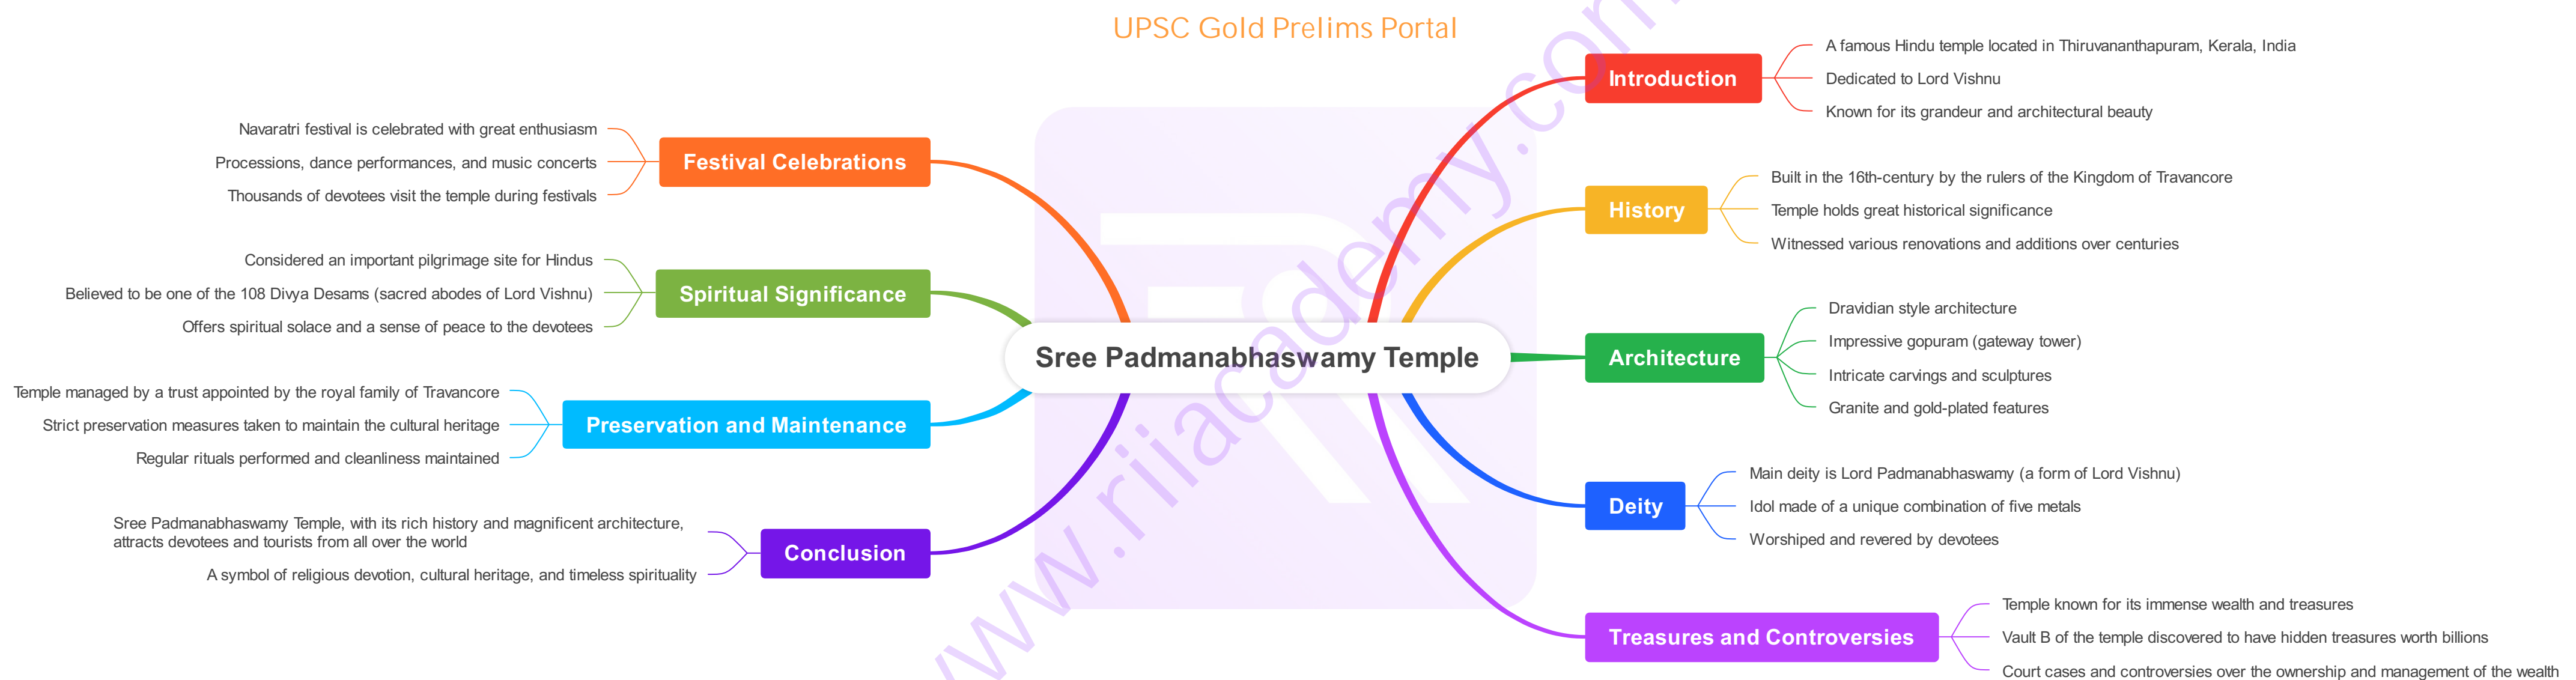 UPSC Gold Prelims Portal
Sree Padmanabhaswamy Temple
Introduction
A famous Hindu temple located in Thiruvananthapuram, Kerala, India
Dedicated to Lord Vishnu
Known for its grandeur and architectural beauty
History
Built in the 16th-century by the rulers of the Kingdom of Travancore
Temple holds great historical significance
Witnessed various renovations and additions over centuries
Architecture
Dravidian style architecture
Impressive gopuram (gateway tower)
Intricate carvings and sculptures
Granite and gold-plated features
Deity
Main deity is Lord Padmanabhaswamy (a form of Lord Vishnu)
Idol made of a unique combination of five metals
Worshiped and revered by devotees
Treasures and Controversies
Temple known for its immense wealth and treasures
Vault B of the temple discovered to have hidden treasures worth billions
Court cases and controversies over the ownership and management of the wealth
Festival Celebrations
Navaratri festival is celebrated with great enthusiasm
Processions, dance performances, and music concerts
Thousands of devotees visit the temple during festivals
Spiritual Significance
Considered an important pilgrimage site for Hindus
Believed to be one of the 108 Divya Desams (sacred abodes of Lord Vishnu)
Offers spiritual solace and a sense of peace to the devotees
Preservation and Maintenance
Temple managed by a trust appointed by the royal family of Travancore
Strict preservation measures taken to maintain the cultural heritage
Regular rituals performed and cleanliness maintained
Conclusion
Sree Padmanabhaswamy Temple, with its rich history and magnificent architecture,
attracts devotees and tourists from all over the world
A symbol of religious devotion, cultural heritage, and timeless spirituality